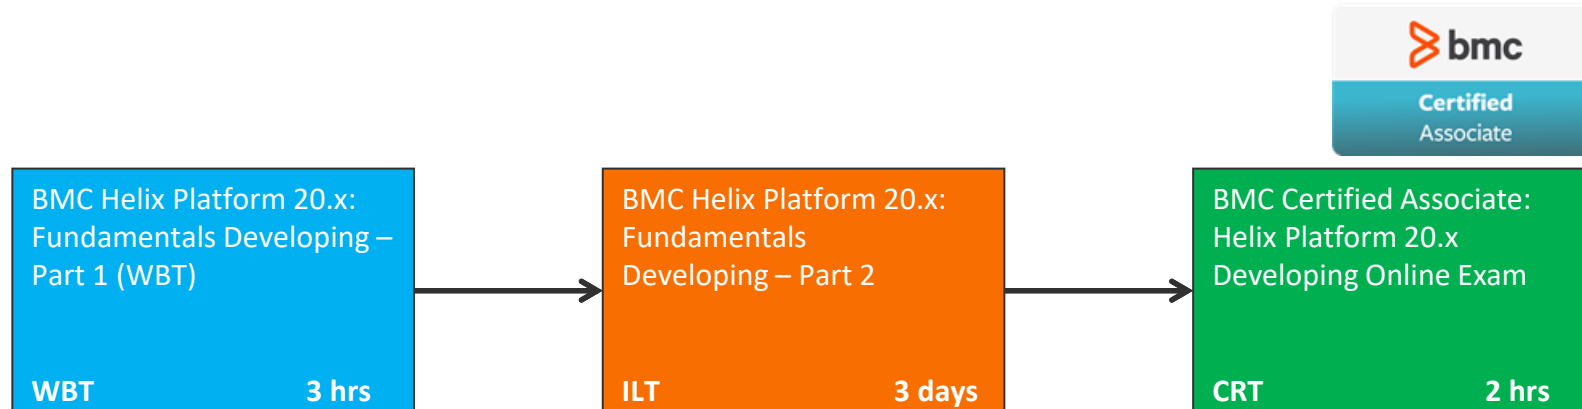 bmc
Certified
Associate
BMC Helix Platform 20.x:
Fundamentals Developing –
Part 1 (WBT)
WBT 3 hrs
BMC Helix Platform 20.x:
Fundamentals
Developing – Part 2
ILT 3 days
BMC Certified Associate:
Helix Platform 20.x
Developing Online Exam
CRT 2 hrs